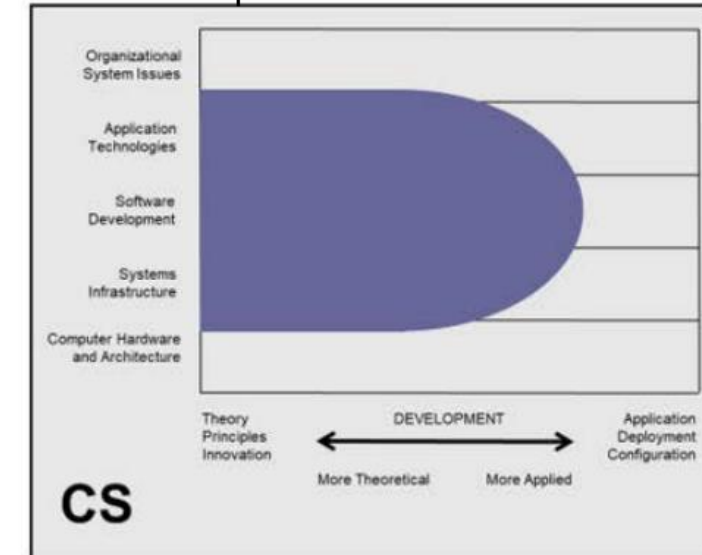 Organizational
System Issues
Application
Technologies
Software
Development
Systems
Infrastructure
Computer Hardware
and Architecture
Theory
Principles
Innovation
DEVELOPMENT
More Theoretical
More Applied
Application
Deployment
Configuration
CS